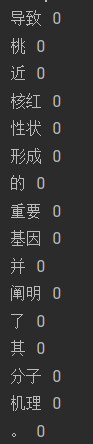 导致 0
桃 0
近 0
核红 0
性状 0
形成 0
的 0
重要 0
基因 0
并 0
阐明 0
了 0
其 0
分子 0
机理 0
。 0